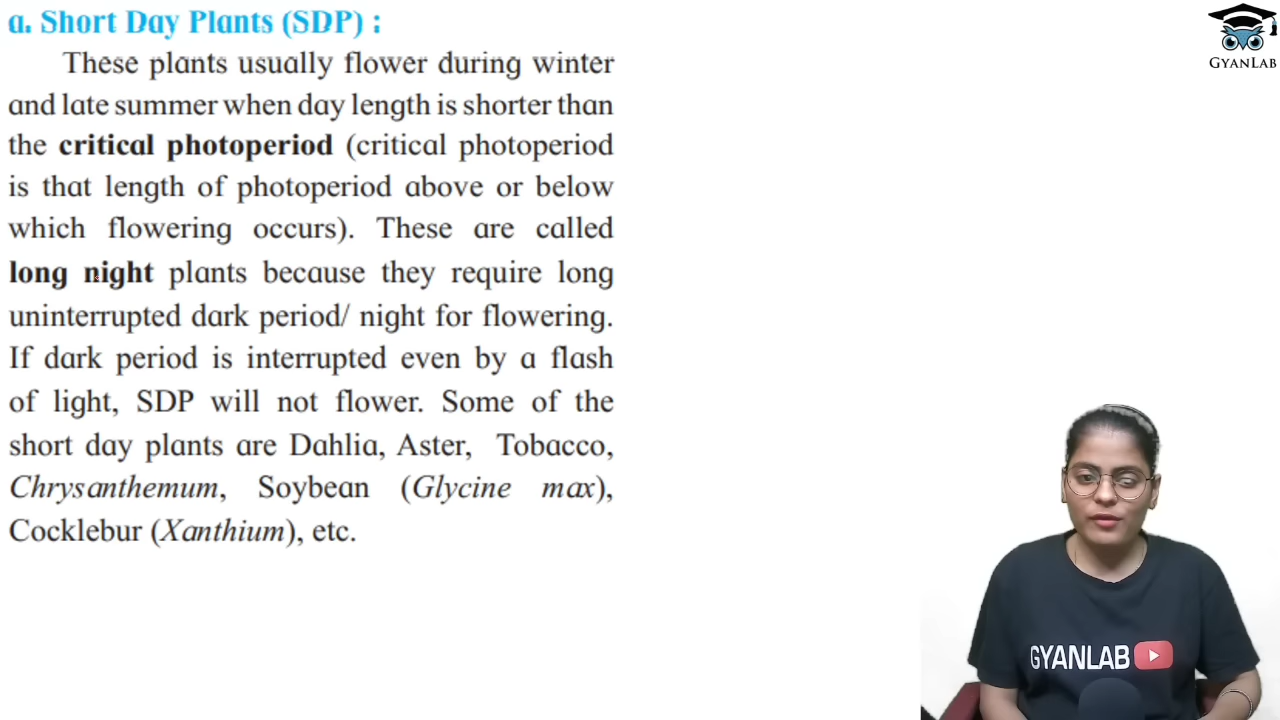 a. Short Day Plants (SDP) :
These plants usually flower during winter
and late summer when day length is shorter than
the critical photoperiod (critical photoperiod
is that length of photoperiod above or below
which flowering occurs). These are called
long night plants because they require long
uninterrupted dark period/ night for flowering.
If dark period is interrupted even by a flash
of light, SDP will not flower. Some of the
short day plants are Dahlia, Aster, Tobacco,
Chrysanthemum, Soybean (Glycine max),
Cocklebur (Xanthium), etc.
GYANLAB
GYANLAB